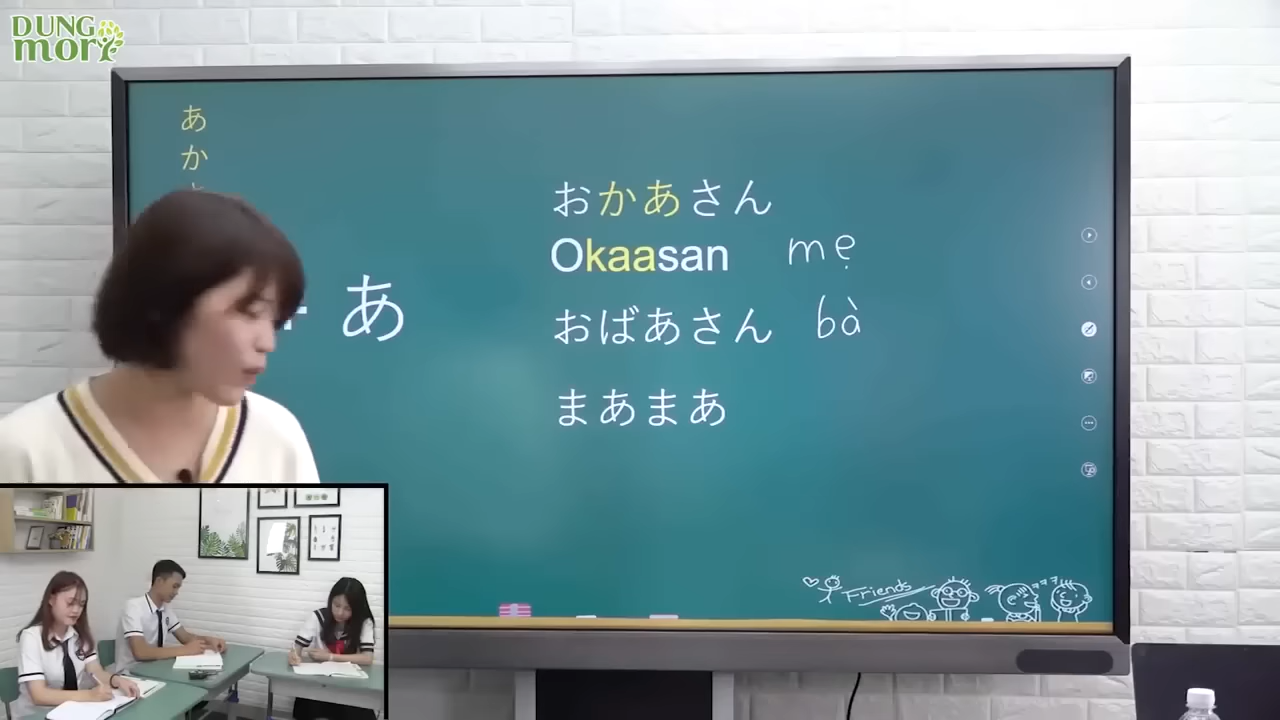 DUNG
mori
あ
か
+ あ
おかあさん
Okaasan mẹ
おばあさん bà
まあまあ
Friends